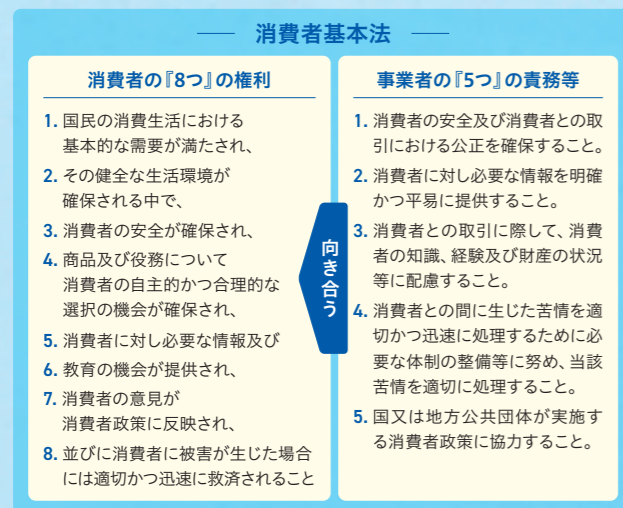 消費者基本法
消費者の『8つ』の権利
1. 国民の消費生活における
基本的な需要が満たされ、
2. その健全な生活環境が
確保される中で、
3. 消費者の安全が確保され、
4. 商品及び役務について
消費者の自主的かつ合理的な
選択の機会が確保され、
5. 消費者に対し必要な情報及び
6. 教育の機会が提供され、
7. 消費者の意見が
消費者政策に反映され、
8. 並びに消費者に被害が生じた場合
には適切かつ迅速に救済されること
向き合う
事業者の『5つ』の責務等
1. 消費者の安全及び消費者との取
引における公正を確保すること。
2. 消費者に対し必要な情報を明確
かつ平易に提供すること。
3. 消費者との取引に際して、消費
者の知識、経験及び財産の状況
等に配慮すること。
4. 消費者との間に生じた苦情を適
切かつ迅速に処理するために必
要な体制の整備等に努め、当該
苦情を適切に処理すること。
5. 国又は地方公共団体が実施す
る消費者政策に協力すること。